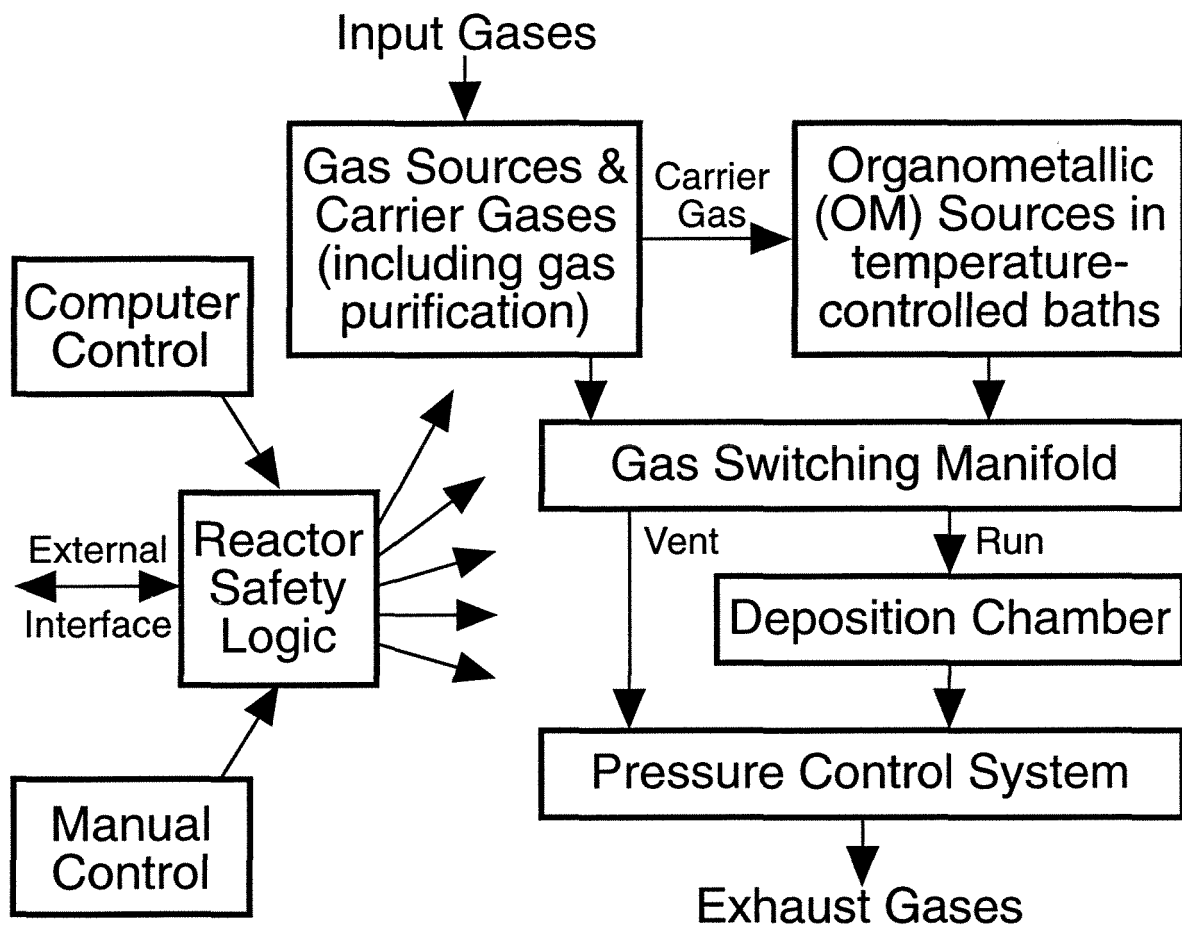 Input Gases
Gas Sources &
Carrier Gases
(including gas
purification)
Carrier
Gas
Organometallic
(OM) Sources in
temperature-
controlled baths
Computer
Control
Gas Switching Manifold
External
Interface
Reactor
Safety
Logic
Vent
Run
Deposition Chamber
Pressure Control System
Manual
Control
Exhaust Gases